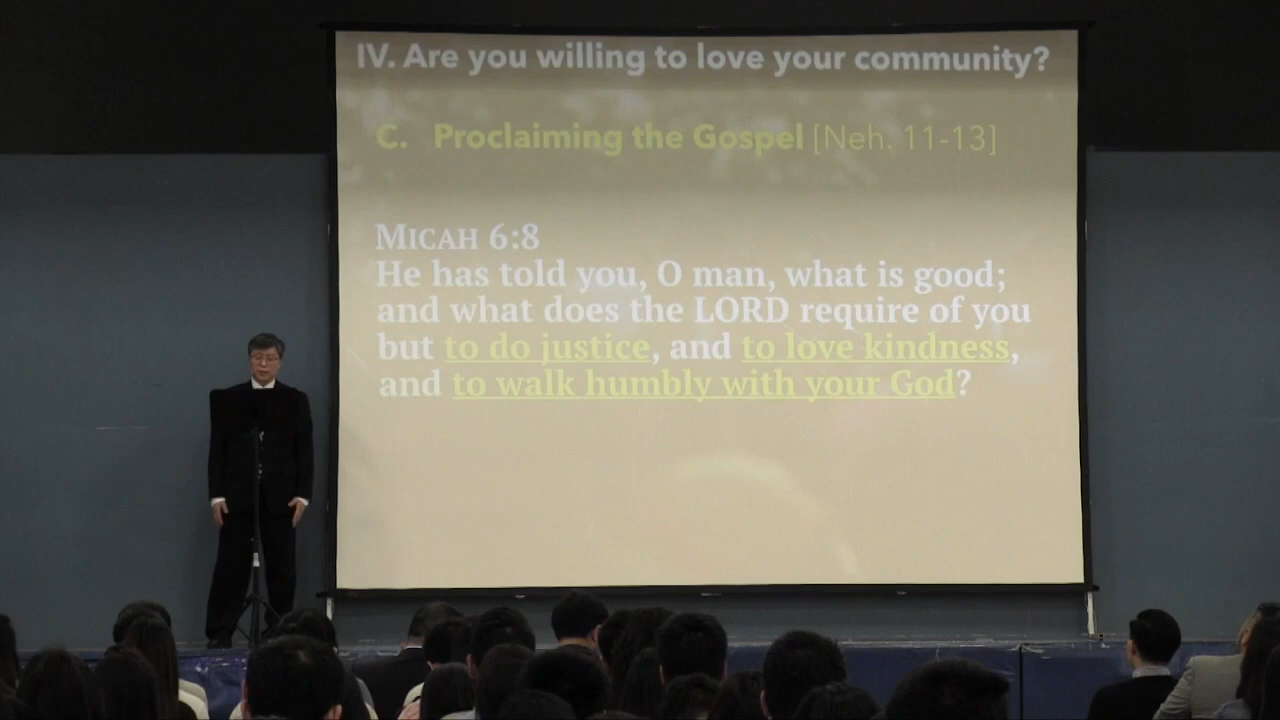 IV. Are you willing to love your community?
C. Proclaiming the Gospel [Neh. 11-13]
MICAH 6:8
He has told you, O man, what is good;
and what does the LORD require of you
but to do justice, and to love kindness,
and to walk humbly with your God?